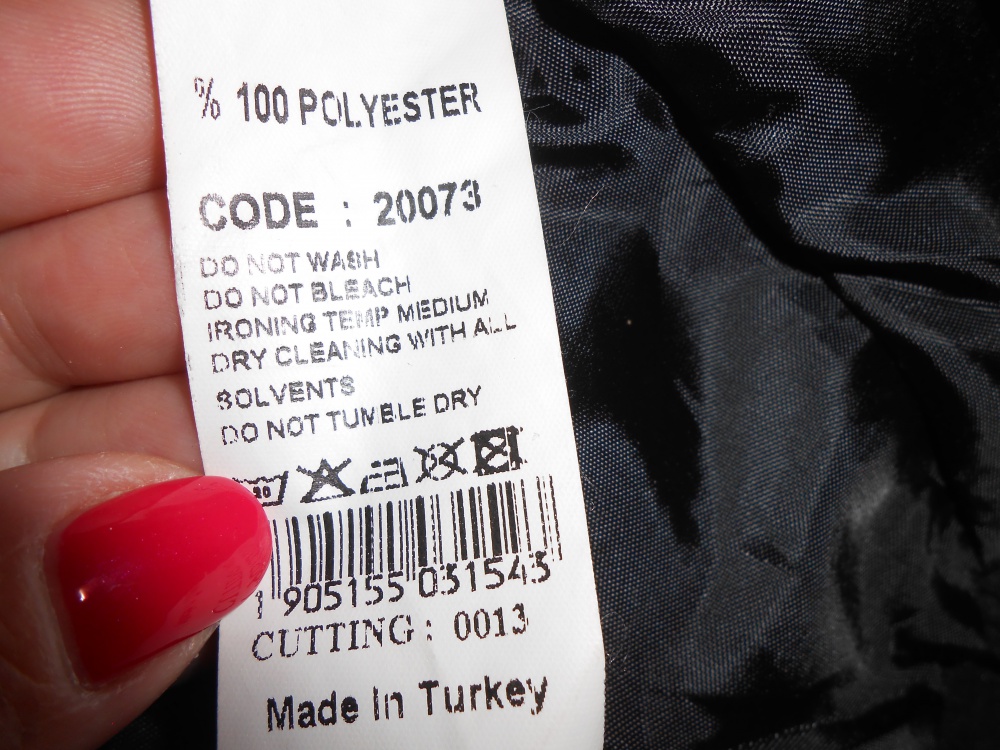 % 100 POLYESTER
CODE : 20073
DO NOT WASH
DO NOT BLEACH
IRONING TEMP MEDIUM
DRY CLEANING WITH ALL
SOLVENTS
DO NOT TUMBLE DRY
1 905155 031543
CUTTING : 0013
Made In Turkey